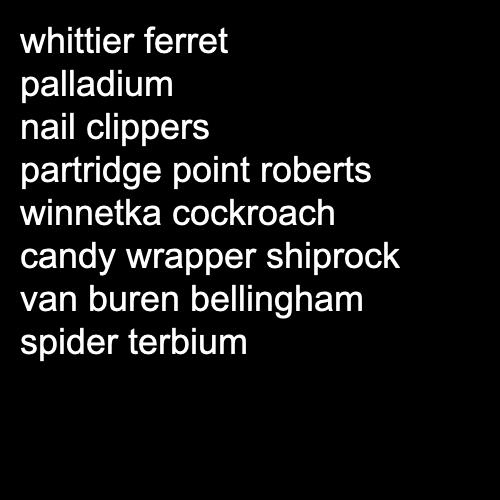 whittier ferret
palladium
nail clippers
partridge point roberts
winnetka cockroach
candy wrapper shiprock
van buren bellingham
spider terbium